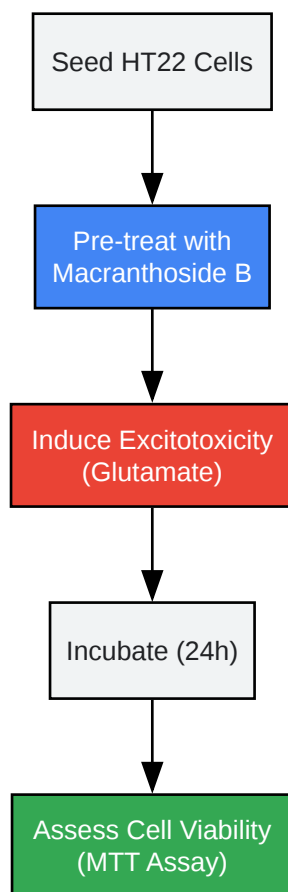 Seed HT22 Cells
Pre-treat with
Macranthoside B
Induce Excitotoxicity
(Glutamate)
Incubate (24h)
Assess Cell Viability
(MTT Assay)